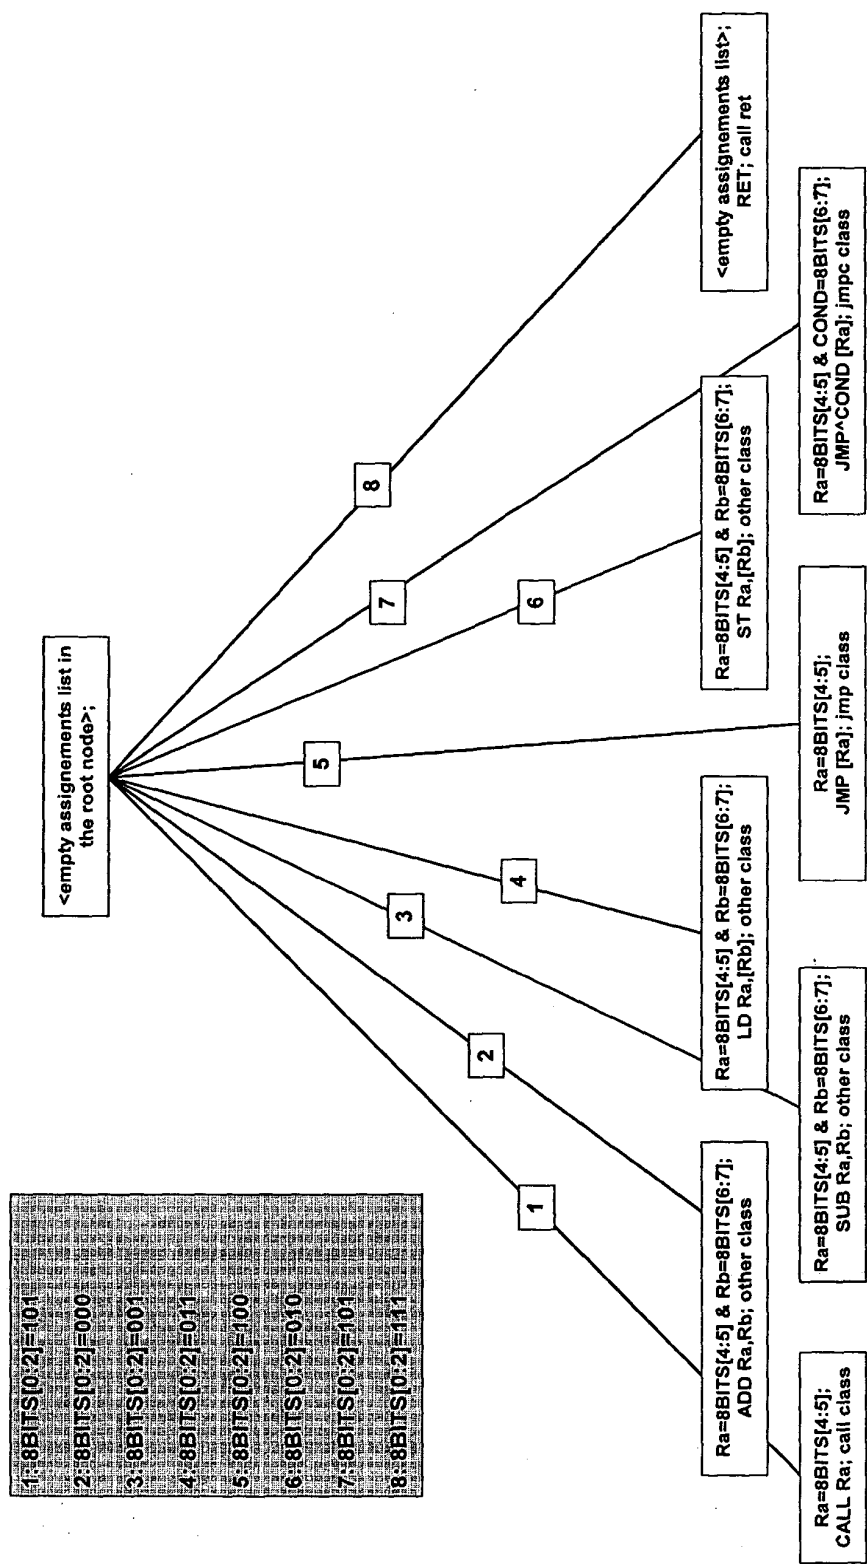 1::8BITS[0:2]=101
2::8BITS[0:2]=000
3::8BITS[0:2]=001
4::8BITS[0:2]=011
5::8BITS[0:2]=100
6::8BITS[0:2]=010
7::8BITS[0:2]=101
8::8BITS[0:2]=111
<empty assignements list in
the root node>;
1
2
3
4
5
6
7
8
Ra=8BITS[4:5];
CALL Ra; call class
Ra=8BITS[4:5] & Rb=8BITS[6:7];
ADD Ra,Rb; other class
Ra=8BITS[4:5] & Rb=8BITS[6:7];
SUB Ra,Rb; other class
Ra=8BITS[4:5] & Rb=8BITS[6:7];
LD Ra,[Rb]; other class
Ra=8BITS[4:5];
JMP [Ra]; jmp class
Ra=8BITS[4:5] & Rb=8BITS[6:7];
ST Ra,[Rb]; other class
Ra=8BITS[4:5] & COND=8BITS[6:7];
JMP^COND [Ra]; jmpc class
<empty assignements list>;
RET; call ret